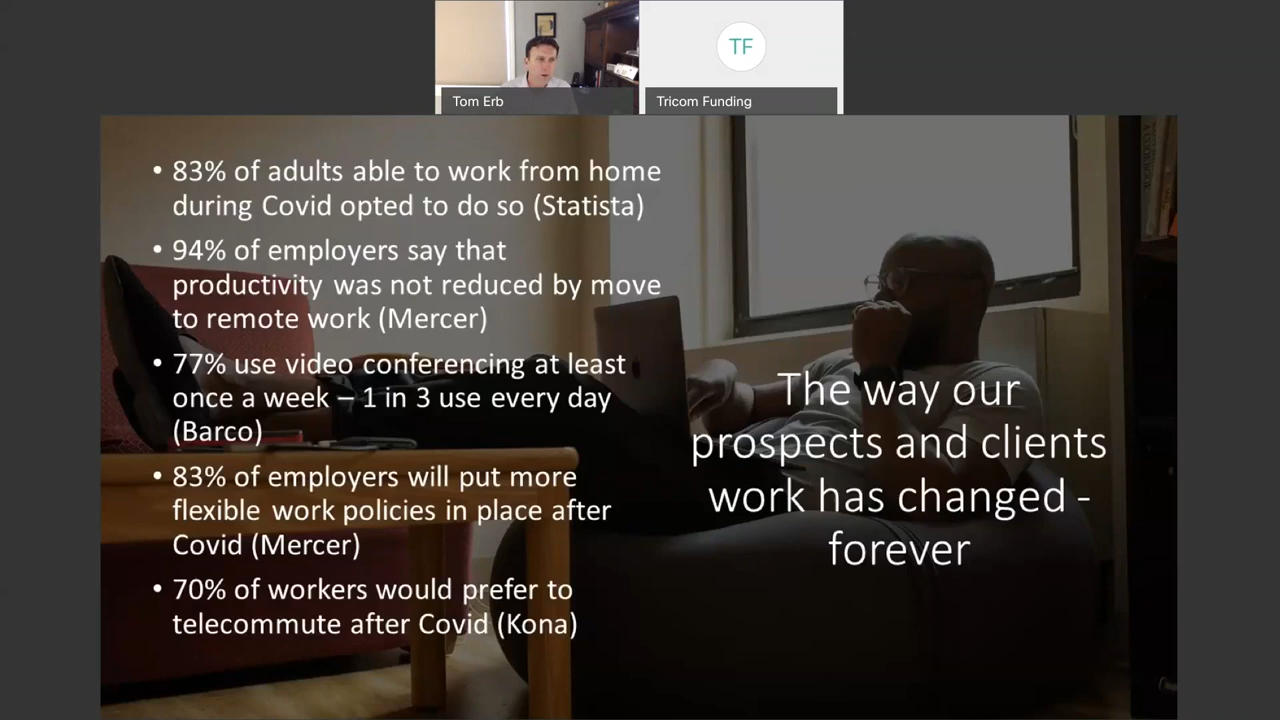 Tom Erb
TF
Tricom Funding
• 83% of adults able to work from home
during Covid opted to do so (Statista)
• 94% of employers say that
productivity was not reduced by move
to remote work (Mercer)
• 77% use video conferencing at least
once a week – 1 in 3 use every day
(Barco)
• 83% of employers will put more
flexible work policies in place after
Covid (Mercer)
• 70% of workers would prefer to
telecommute after Covid (Kona)
The way our
prospects and clients
work has changed -
forever